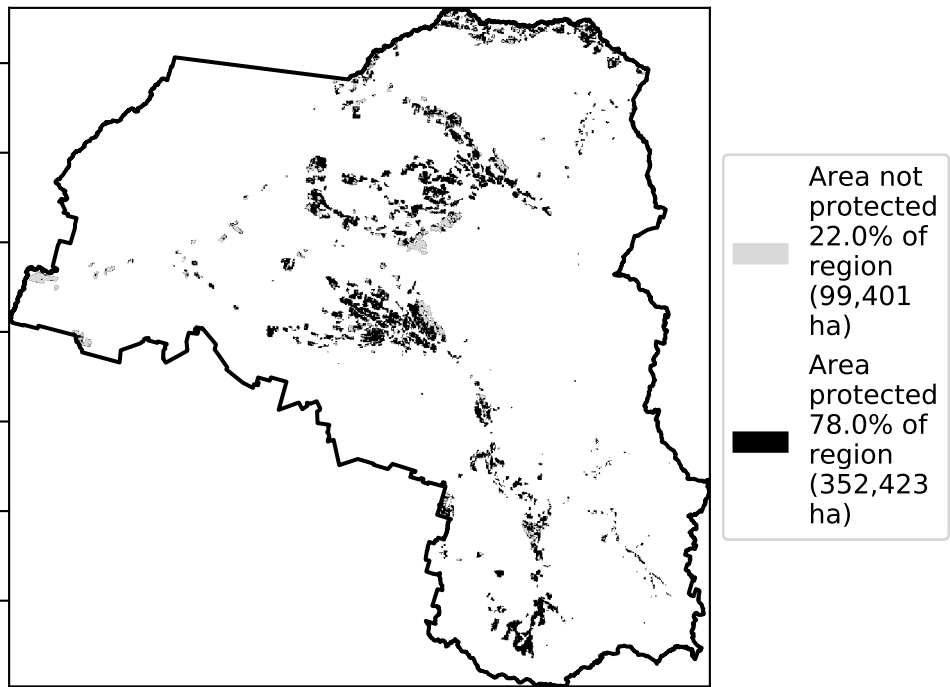 Area not
protected
22.0% of
region
(99,401
ha)
Area
protected
78.0% of
region
(352,423
ha)